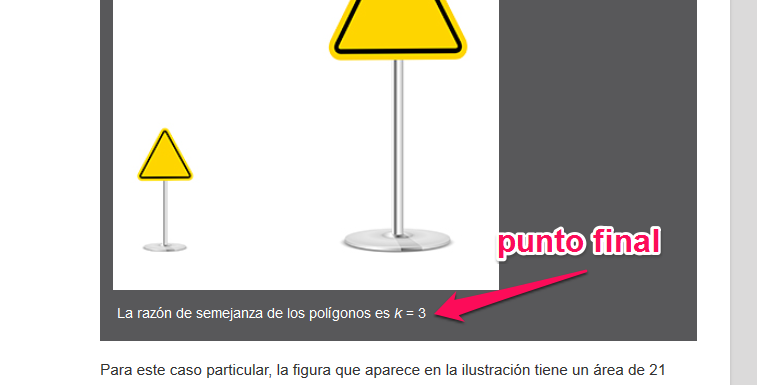 punto final
La razón de semejanza de los polígonos es k = 3
Para este caso particular, la figura que aparece en la ilustración tiene un área de 21